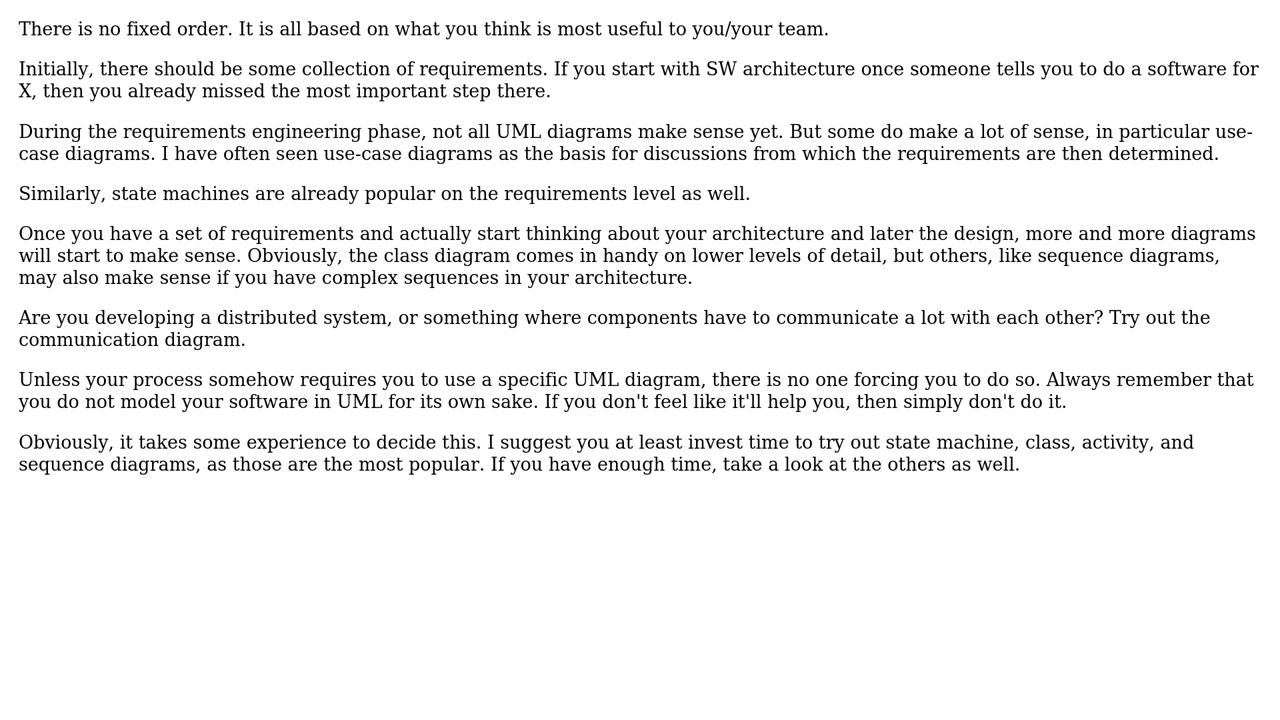 There is no fixed order. It is all based on what you think is most useful to you/your team.
Initially, there should be some collection of requirements. If you start with SW architecture once someone tells you to do a software for
X, then you already missed the most important step there.
During the requirements engineering phase, not all UML diagrams make sense yet. But some do make a lot of sense, in particular use-
case diagrams. I have often seen use-case diagrams as the basis for discussions from which the requirements are then determined.
Similarly, state machines are already popular on the requirements level as well.
Once you have a set of requirements and actually start thinking about your architecture and later the design, more and more diagrams
will start to make sense. Obviously, the class diagram comes in handy on lower levels of detail, but others, like sequence diagrams,
may also make sense if you have complex sequences in your architecture.
Are you developing a distributed system, or something where components have to communicate a lot with each other? Try out the
communication diagram.
Unless your process somehow requires you to use a specific UML diagram, there is no one forcing you to do so. Always remember that
you do not model your software in UML for its own sake. If you don't feel like it'll help you, then simply don't do it.
Obviously, it takes some experience to decide this. I suggest you at least invest time to try out state machine, class, activity, and
sequence diagrams, as those are the most popular. If you have enough time, take a look at the others as well.